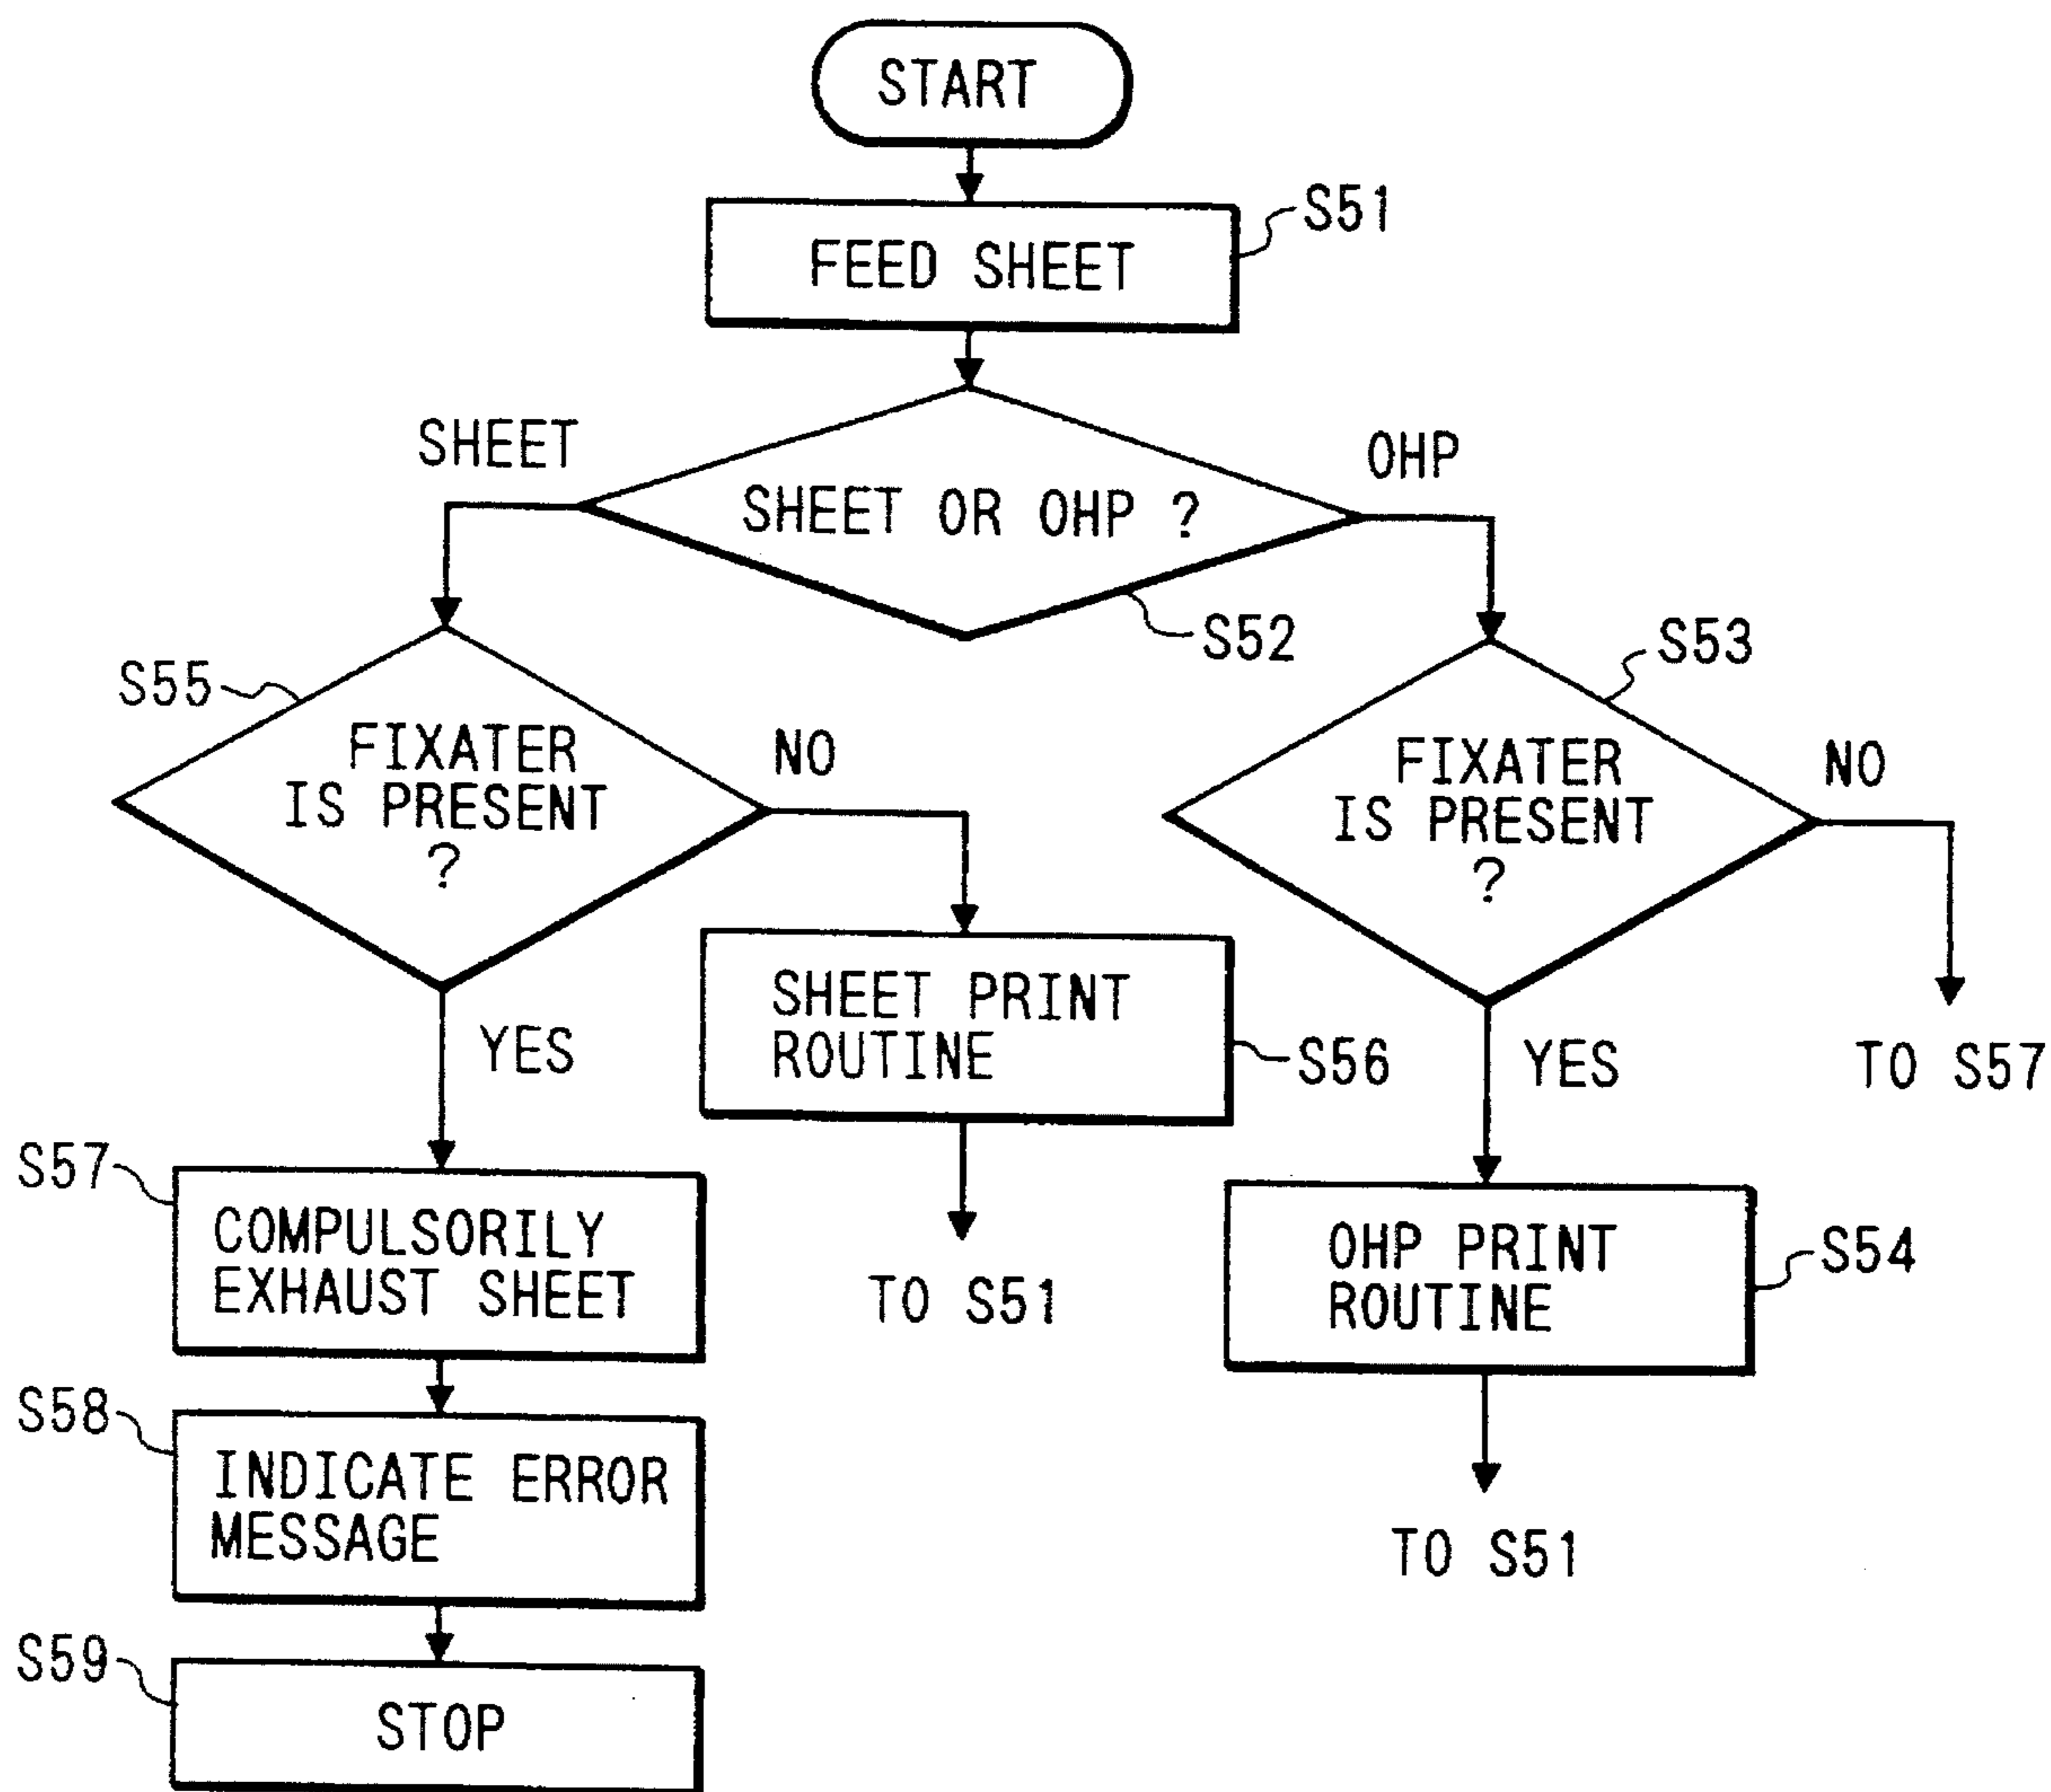 START
S51
FEED SHEET
SHEET
OHP
SHEET OR OHP ?
S52
S53
S55
FIXATER
IS PRESENT
?
NO
FIXATER
IS PRESENT
?
NO
SHEET PRINT
ROUTINE
S56
YES
YES
TO S57
S57
COMPULSORILY
EXHAUST SHEET
TO S51
OHP PRINT
ROUTINE
S54
S58
INDICATE ERROR
MESSAGE
TO S51
S59
STOP